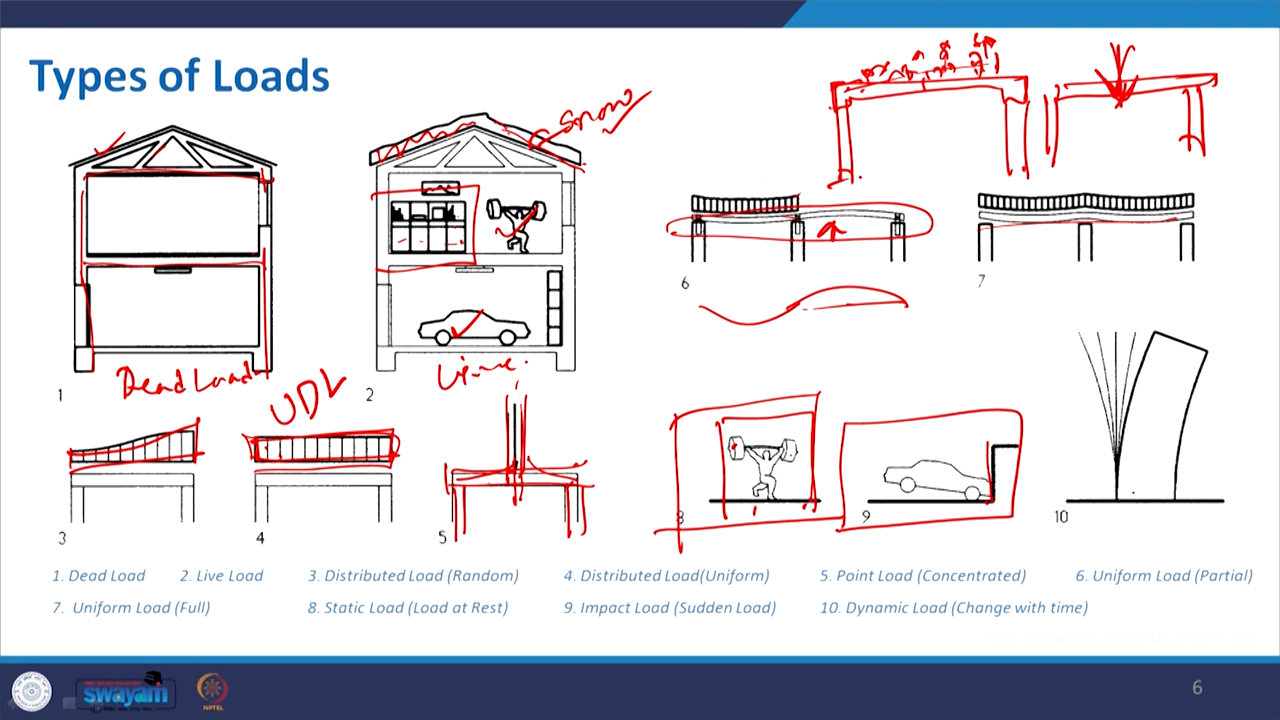 Types of Loads
Snow
1
Dead Load
2
6
7
UDL
3
4
5
8
9
10
1. Dead Load 2. Live Load 3. Distributed Load (Random) 4. Distributed Load(Uniform) 5. Point Load (Concentrated) 6. Uniform Load (Partial)
7. Uniform Load (Full) 8. Static Load (Load at Rest) 9. Impact Load (Sudden Load) 10. Dynamic Load (Change with time)
swayam
NPTEL
6